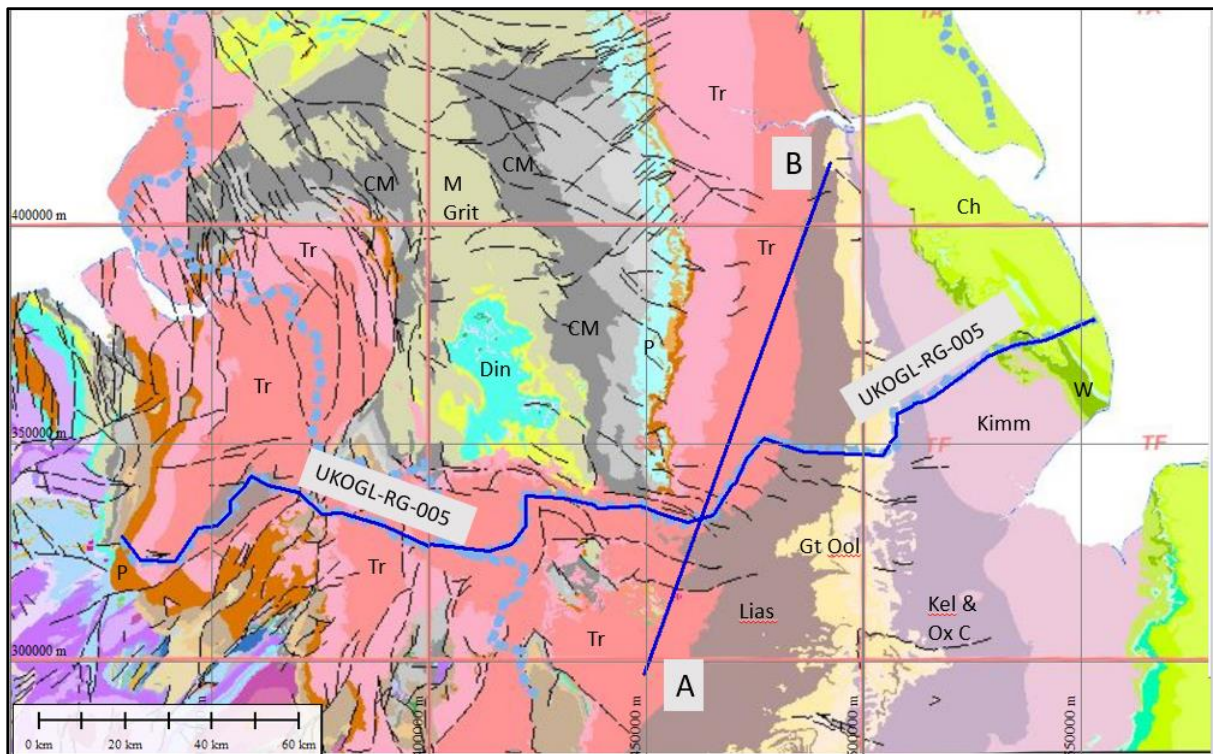 TA
TA
Tr
CM
CM
M
Grit
B
Ch
400000 m
Tr
Tr
CM
P
UKOGL-RG-005
Tr
Din
W
Kimm
350000 m
TF
TF
UKOGL-RG-005
P
Tr
Gt Ool
Lias
Kel &
Ox C
Tr
300000 m
A
0 km
20 km
40 km
60 km